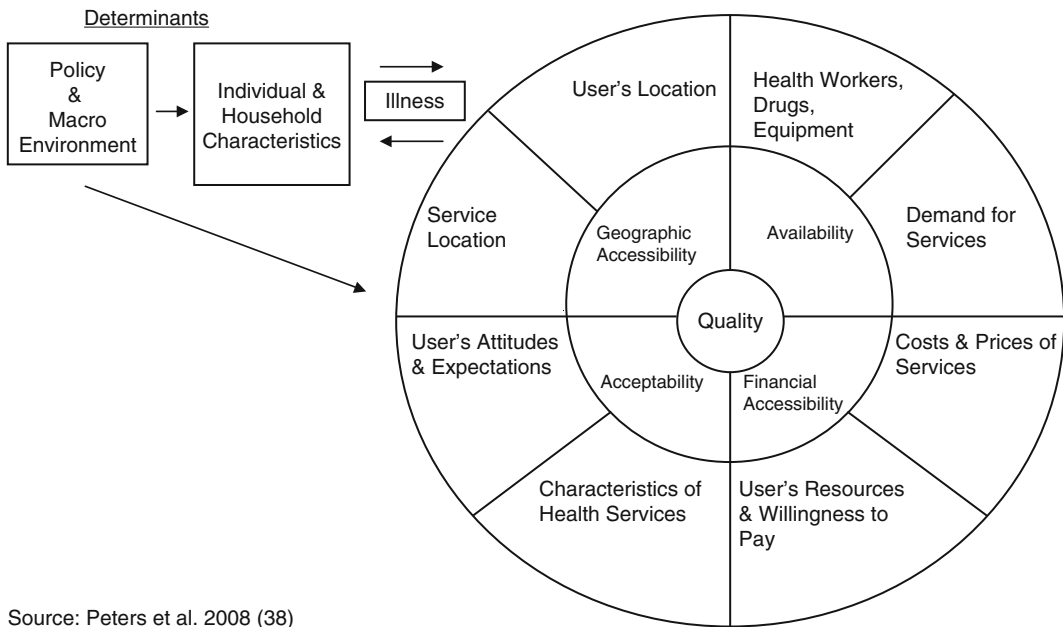 Determinants
Policy
&
Macro
Environment
Individual &
Household
Characteristics
Illness
User's Location
Health Workers,
Drugs,
Equipment
Service
Location
Geographic
Accessibility
Availability
Demand for
Services
Quality
User's Attitudes
& Expectations
Acceptability
Financial
Accessibility
Costs & Prices of
Services
Characteristics of
Health Services
User's Resources
& Willingness to
Pay
Source: Peters et al. 2008 (38)